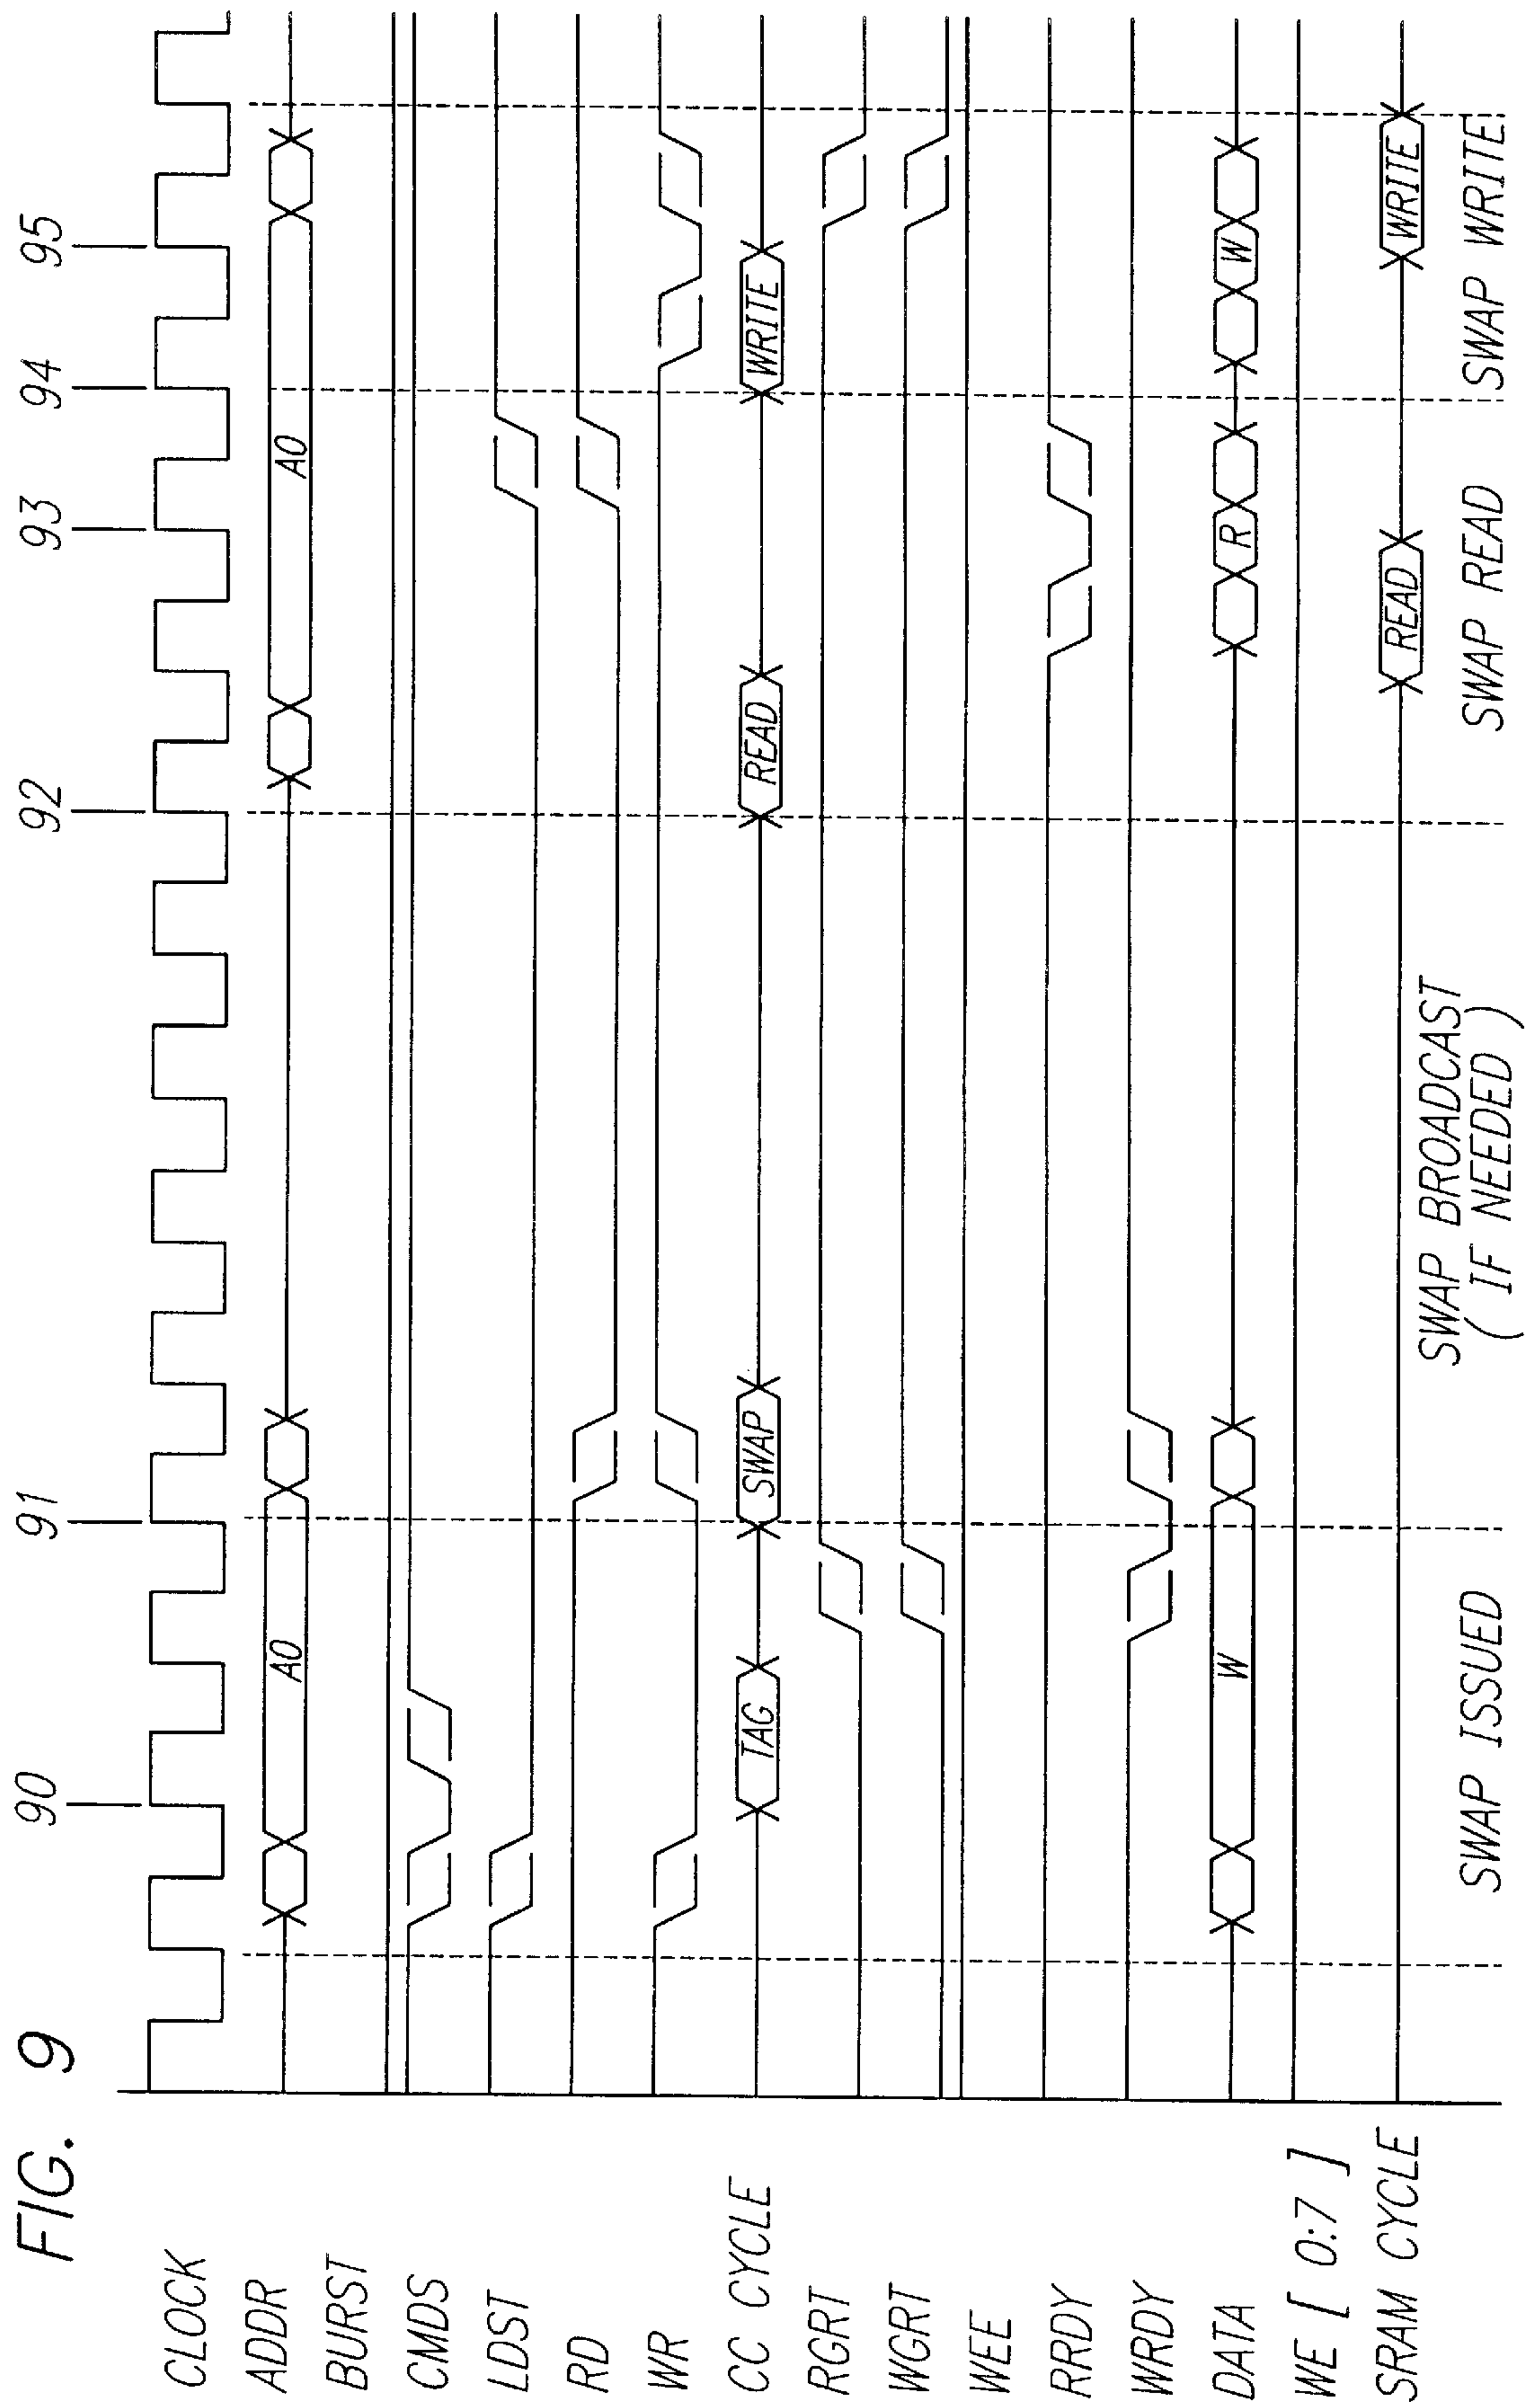 FIG. 9
90 91 92 93 94 95
CLOCK
ADDR A0 A0
BURST
CMDS
LDST
RD
WR
CC CYCLE TAG SWAP READ WRITE
RGRT
WGRT
WEE
RRDY
WRDY
DATA W R W
WE [ 0:7 ]
SRAM CYCLE READ WRITE
SWAP ISSUED SWAP BROADCAST SWAP READ SWAP WRITE
( IF NEEDED )